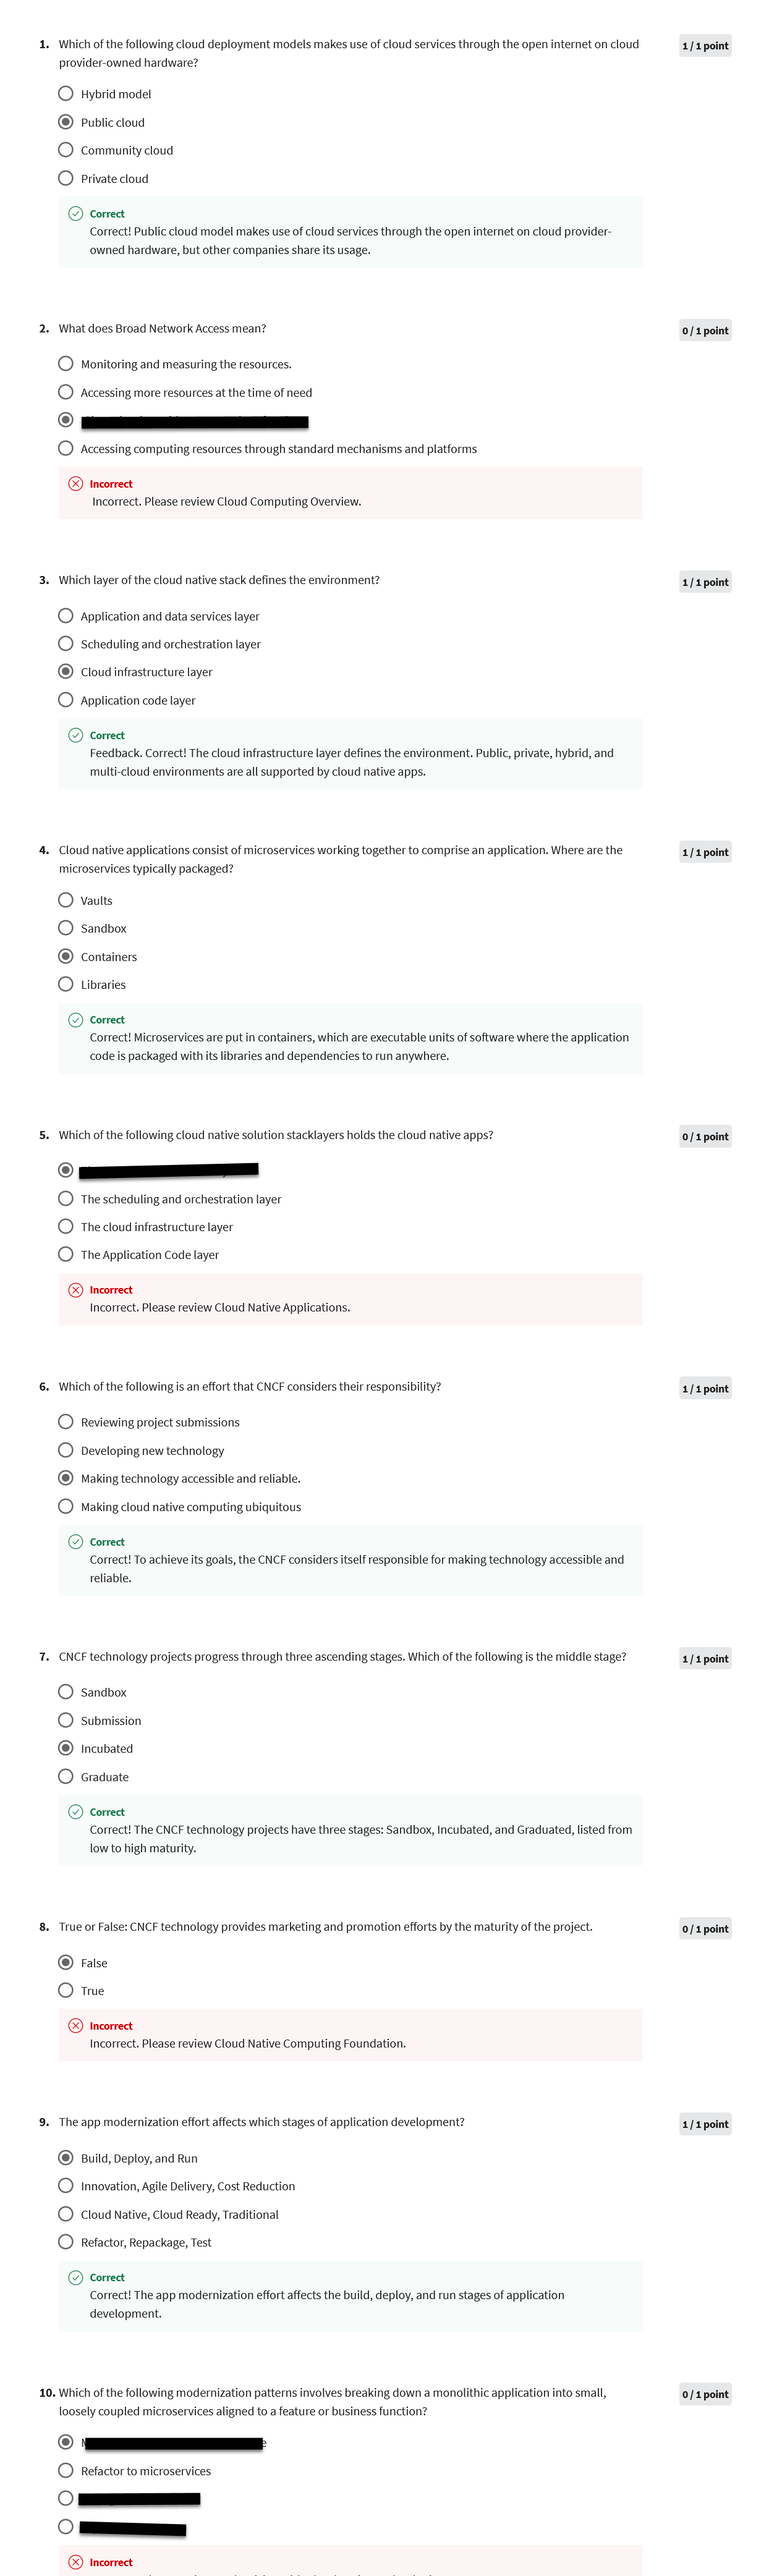 1. Which of the following cloud deployment models makes use of cloud services through the open internet on cloud
provider-owned hardware?
1 / 1 point
Hybrid model
Public cloud
Community cloud
Private cloud
Correct
Correct! Public cloud model makes use of cloud services through the open internet on cloud provider-
owned hardware, but other companies share its usage.
2. What does Broad Network Access mean?
0 / 1 point
Monitoring and measuring the resources.
Accessing more resources at the time of need
Accessing computing resources through standard mechanisms and platforms
Incorrect
Incorrect. Please review Cloud Computing Overview.
3. Which layer of the cloud native stack defines the environment?
1 / 1 point
Application and data services layer
Scheduling and orchestration layer
Cloud infrastructure layer
Application code layer
Correct
Feedback. Correct! The cloud infrastructure layer defines the environment. Public, private, hybrid, and
multi-cloud environments are all supported by cloud native apps.
4. Cloud native applications consist of microservices working together to comprise an application. Where are the
microservices typically packaged?
1 / 1 point
Vaults
Sandbox
Containers
Libraries
Correct
Correct! Microservices are put in containers, which are executable units of software where the application
code is packaged with its libraries and dependencies to run anywhere.
5. Which of the following cloud native solution stacklayers holds the cloud native apps?
0 / 1 point
The scheduling and orchestration layer
The cloud infrastructure layer
The Application Code layer
Incorrect
Incorrect. Please review Cloud Native Applications.
6. Which of the following is an effort that CNCF considers their responsibility?
1 / 1 point
Reviewing project submissions
Developing new technology
Making technology accessible and reliable.
Making cloud native computing ubiquitous
Correct
Correct! To achieve its goals, the CNCF considers itself responsible for making technology accessible and
reliable.
7. CNCF technology projects progress through three ascending stages. Which of the following is the middle stage?
1 / 1 point
Sandbox
Submission
Incubated
Graduate
Correct
Correct! The CNCF technology projects have three stages: Sandbox, Incubated, and Graduated, listed from
low to high maturity.
8. True or False: CNCF technology provides marketing and promotion efforts by the maturity of the project.
0 / 1 point
False
True
Incorrect
Incorrect. Please review Cloud Native Computing Foundation.
9. The app modernization effort affects which stages of application development?
1 / 1 point
Build, Deploy, and Run
Innovation, Agile Delivery, Cost Reduction
Cloud Native, Cloud Ready, Traditional
Refactor, Repackage, Test
Correct
Correct! The app modernization effort affects the build, deploy, and run stages of application
development.
10. Which of the following modernization patterns involves breaking down a monolithic application into small,
loosely coupled microservices aligned to a feature or business function?
0 / 1 point
Refactor to microservices
Incorrect